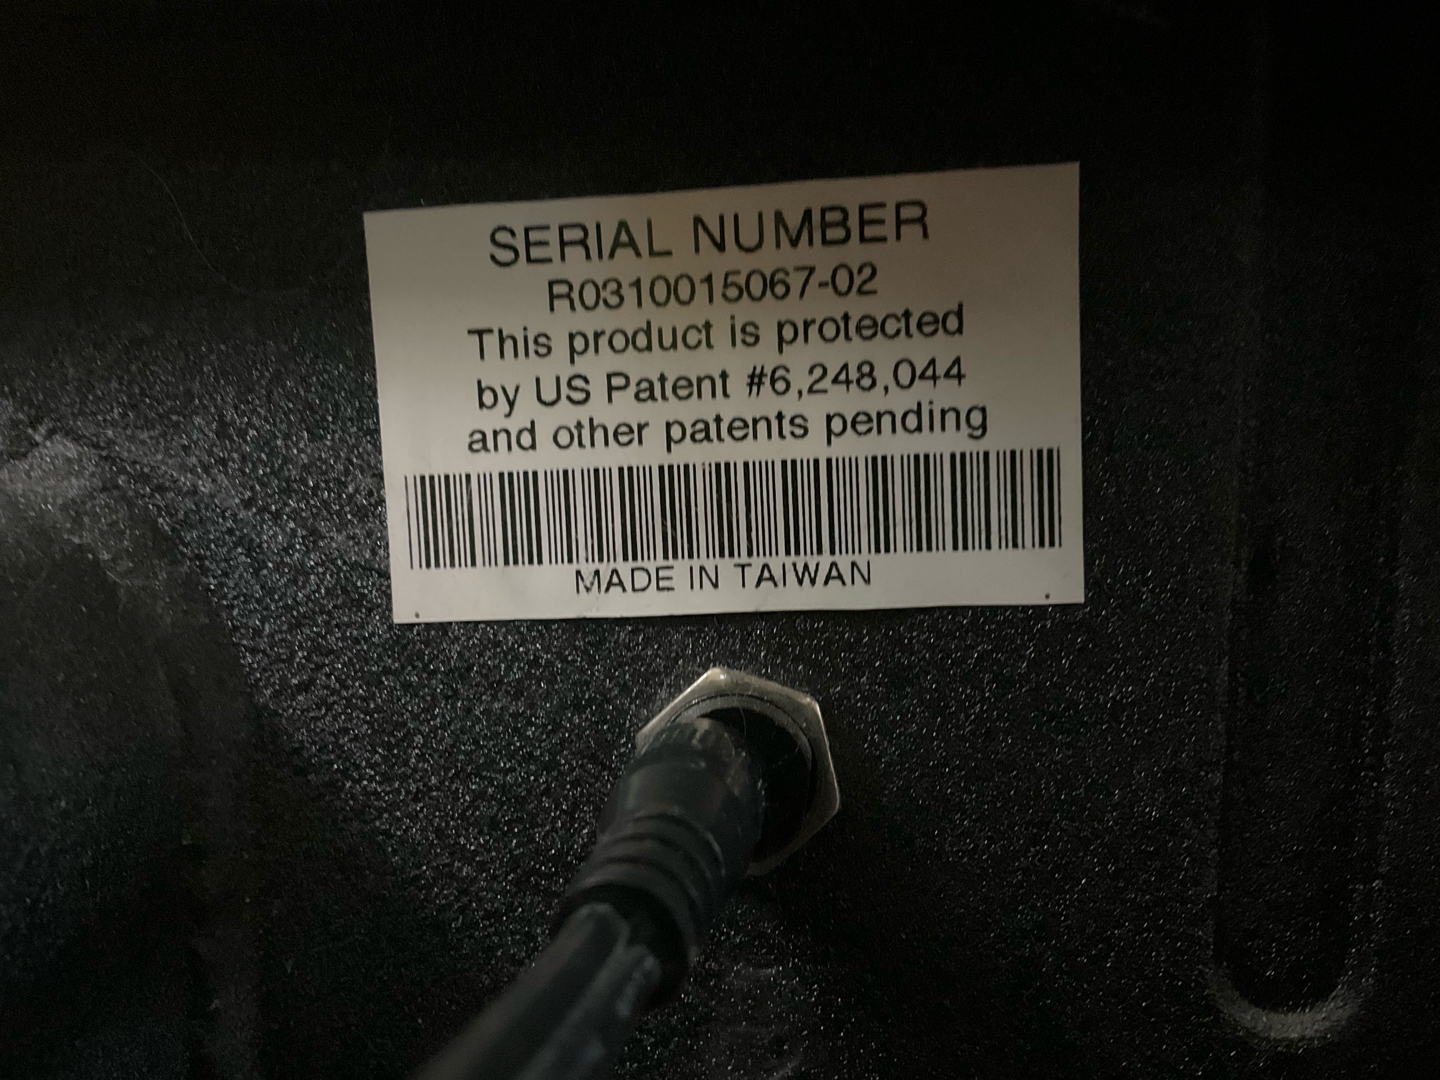 SERIAL NUMBER
R0310015067-02
This product is protected
by US Patent #6,248,044
and other patents pending
MADE IN TAIWAN